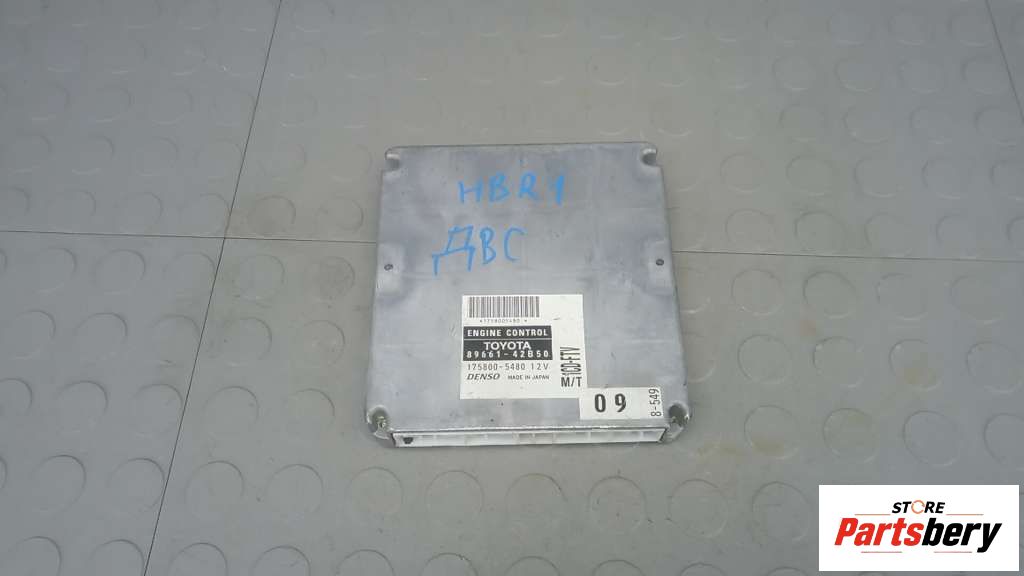 HBR1
ДВС
*1758005480*
ENGINE CONTROL
TOYOTA
89661-42B50
175800-5480 12V
DENSO MADE IN JAPAN
1CD-FTV
M/T
09
8-549
STORE
Partsbery